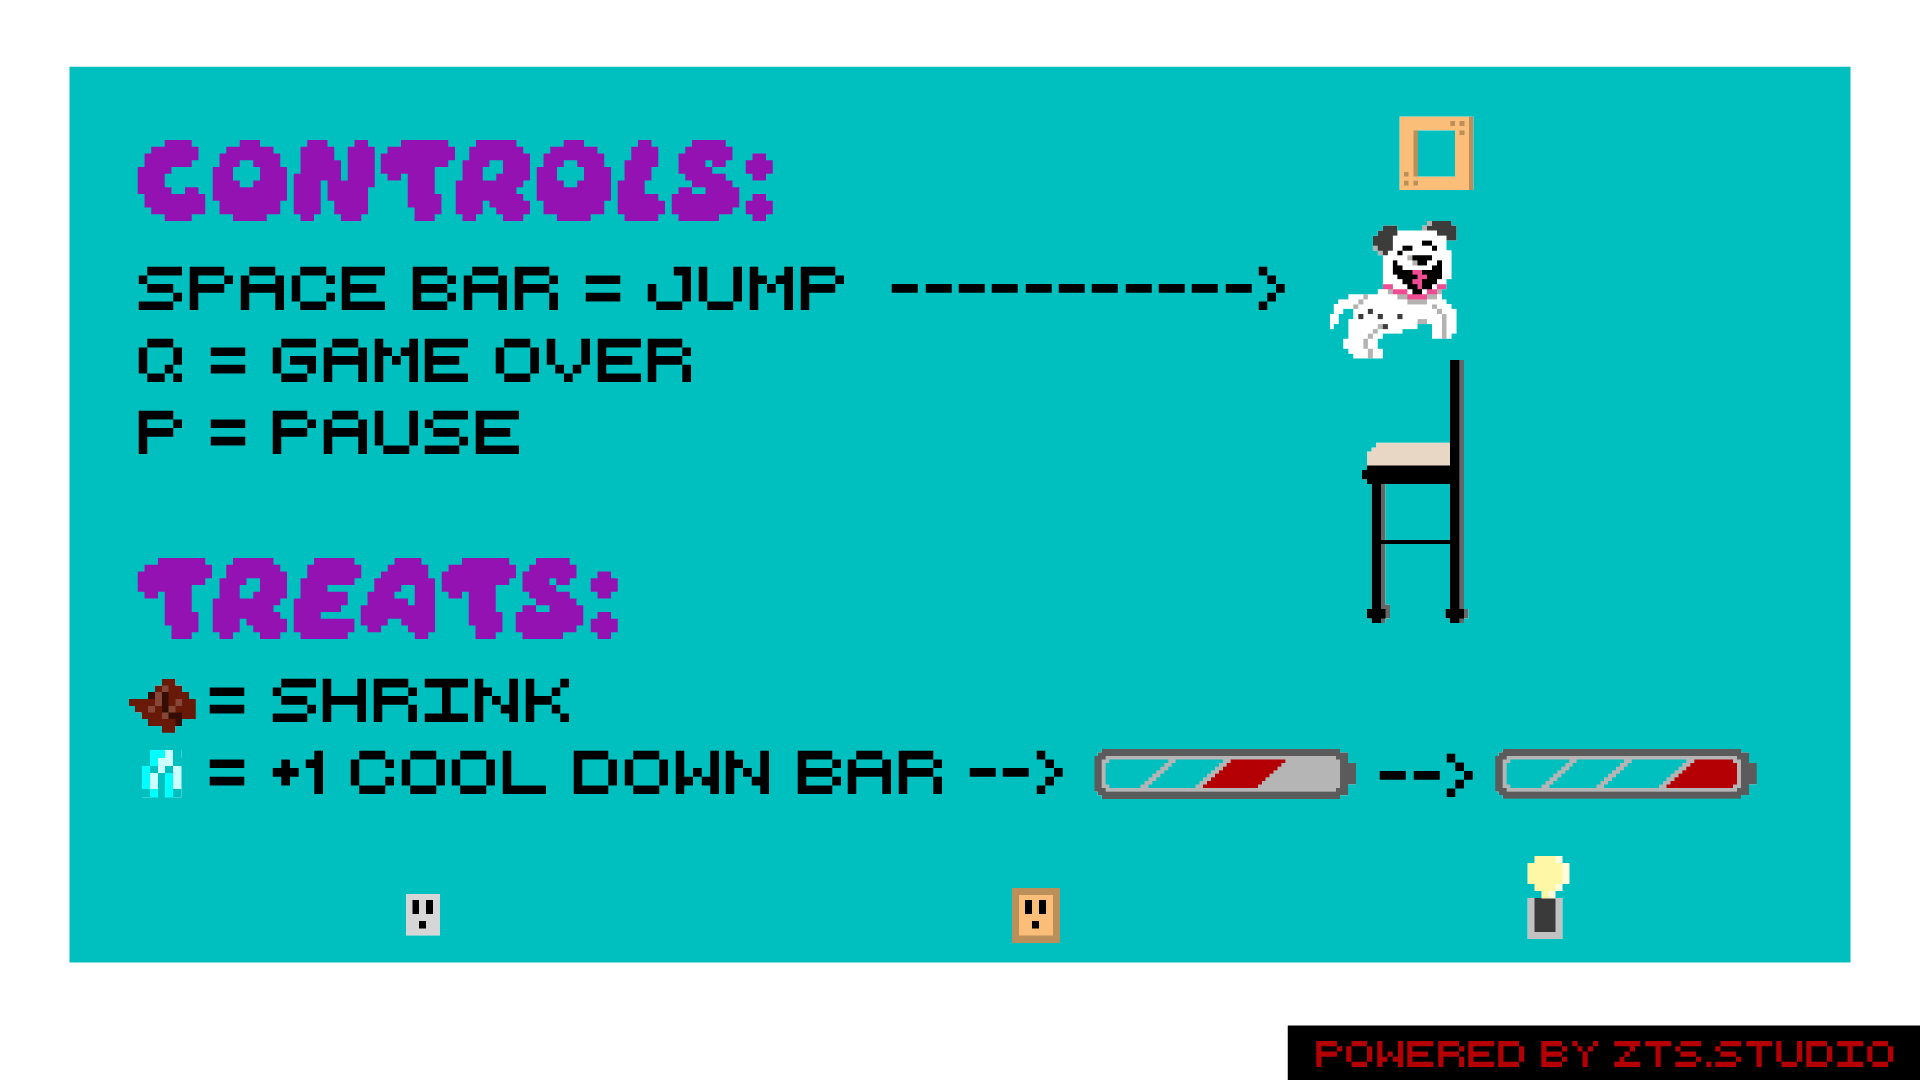 CONTROLS:
SPACE BAR = JUMP ----------->
Q = GAME OVER
P = PAUSE
TREATS:
= SHRINK
= +1 COOL DOWN BAR --> -->
POWERED BY ZTS.STUDIO